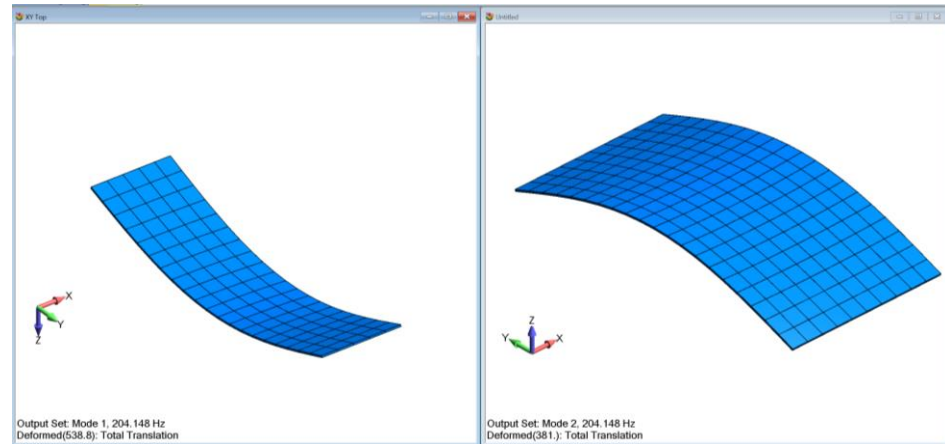 XY Top
X
Y
Z
Output Set: Mode 1, 204.148 Hz
Deformed(538.8): Total Translation
Untitled
Z
Y
X
Output Set: Mode 2, 204.148 Hz
Deformed(381.): Total Translation